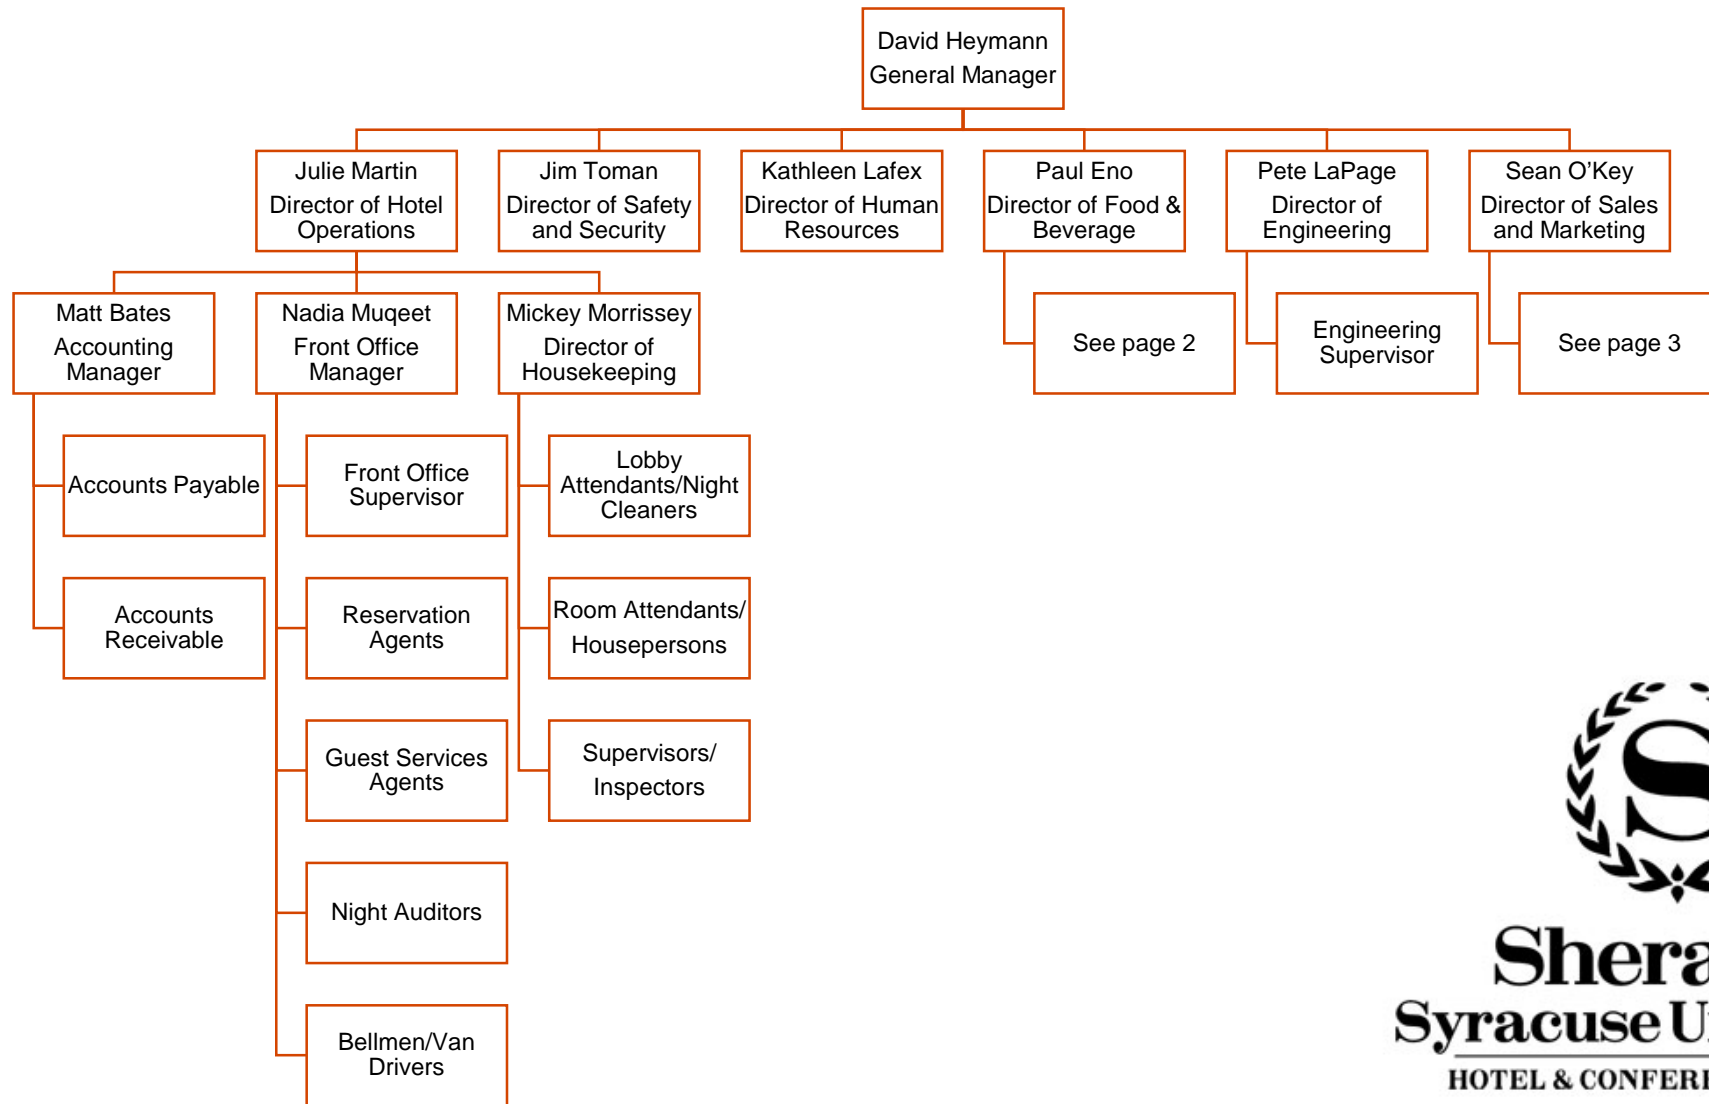 David Heymann
General Manager
Julie Martin
Director of Hotel
Operations
Jim Toman
Director of Safety
and Security
Kathleen Lafex
Director of Human
Resources
Paul Eno
Director of Food &
Beverage
Pete LaPage
Director of
Engineering
Sean O’Key
Director of Sales
and Marketing
Matt Bates
Accounting
Manager
Nadia Muqeet
Front Office
Manager
Mickey Morrissey
Director of
Housekeeping
See page 2
Engineering
Supervisor
See page 3
Accounts Payable
Front Office
Supervisor
Lobby
Attendants/Night
Cleaners
Accounts
Receivable
Reservation
Agents
Room Attendants/
Housepersons
Guest Services
Agents
Supervisors/
Inspectors
Night Auditors
Bellmen/Van
Drivers
S
Shera
Syracuse U
HOTEL & CONFERE